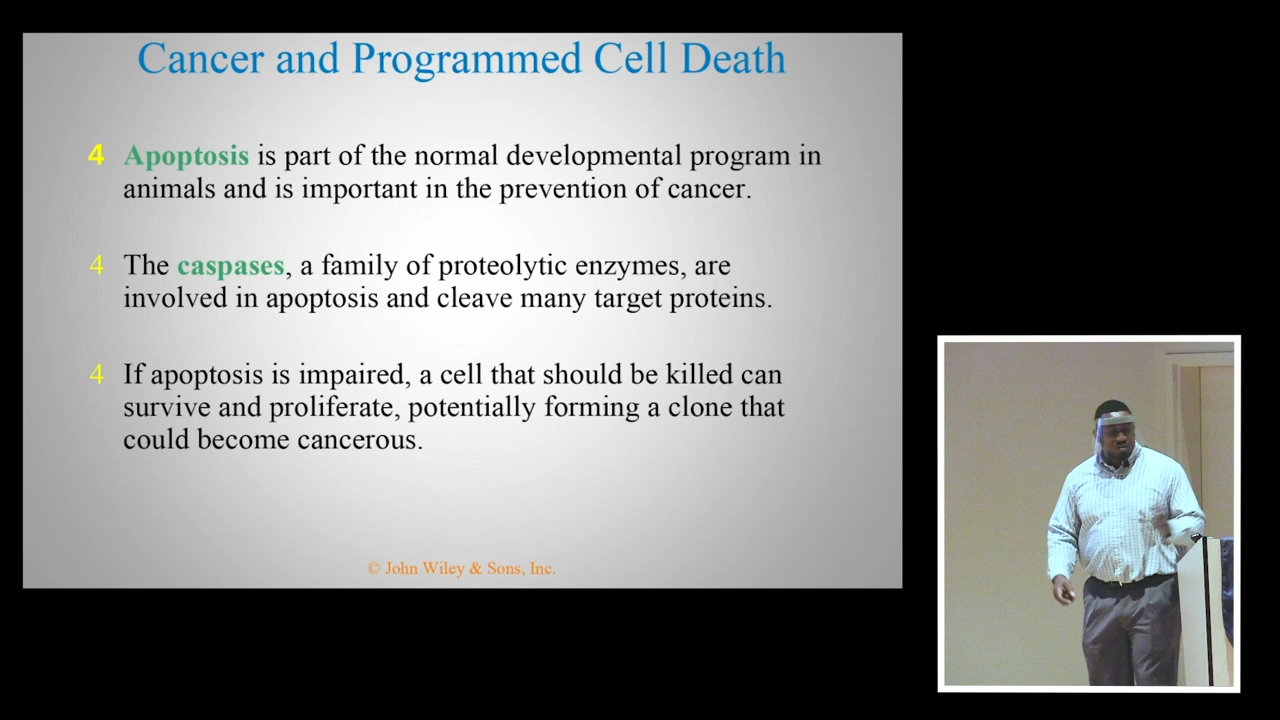 Cancer and Programmed Cell Death
4 Apoptosis is part of the normal developmental program in
animals and is important in the prevention of cancer.
4 The caspases, a family of proteolytic enzymes, are
involved in apoptosis and cleave many target proteins.
4 If apoptosis is impaired, a cell that should be killed can
survive and proliferate, potentially forming a clone that
could become cancerous.
© John Wiley & Sons, Inc.